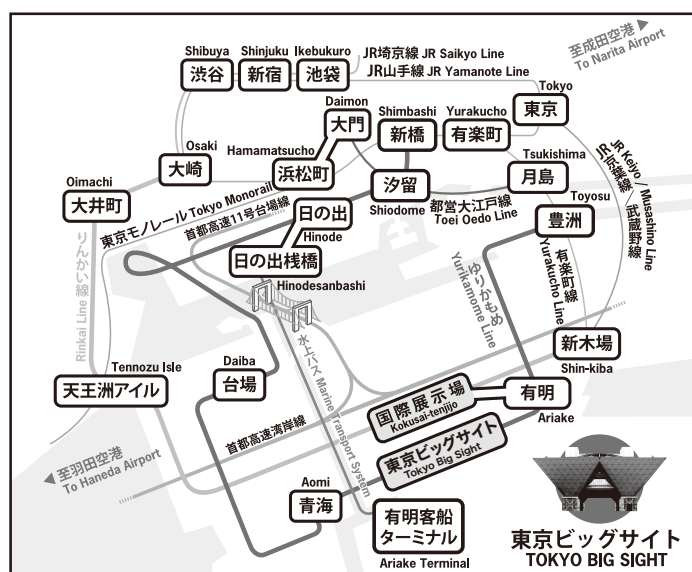 至成田空港
To Narita Airport
Shibuya Shinjuku Ikebukuro
渋谷 新宿 池袋
JR埼京線 JR Saikyo Line
JR山手線 JR Yamanote Line
Tokyo
東京
Daimon
大門
Shimbashi
新橋
Yurakucho
有楽町
Osaki
大崎
Hamamatsucho
浜松町
Tsukishima
月島
JR Keiyo / Musashino Line
JR京葉線／武蔵野線
Oimachi
大井町
汐留
Shiodome
都営大江戸線
Toei Oedo Line
Toyosu
豊洲
東京モノレール Tokyo Monorail
首都高速11号台場線
日の出
Hinode
日の出桟橋
Hinodesanbashi
りんかい線
Rinkai Line
ゆりかもめ
Yurikamome Line
有楽町線
Yurakucho Line
新木場
Shin-kiba
Tennozu Isle
天王洲アイル
Daiba
台場
水上バス Marine Transport System
国際展示場
Kokusai-tenjijo
有明
Ariake
首都高速湾岸線
東京ビッグサイト
Tokyo Big Sight
至羽田空港
To Haneda Airport
Aomi
青海
有明客船
ターミナル
Ariake Terminal
東京ビッグサイト
TOKYO BIG SIGHT